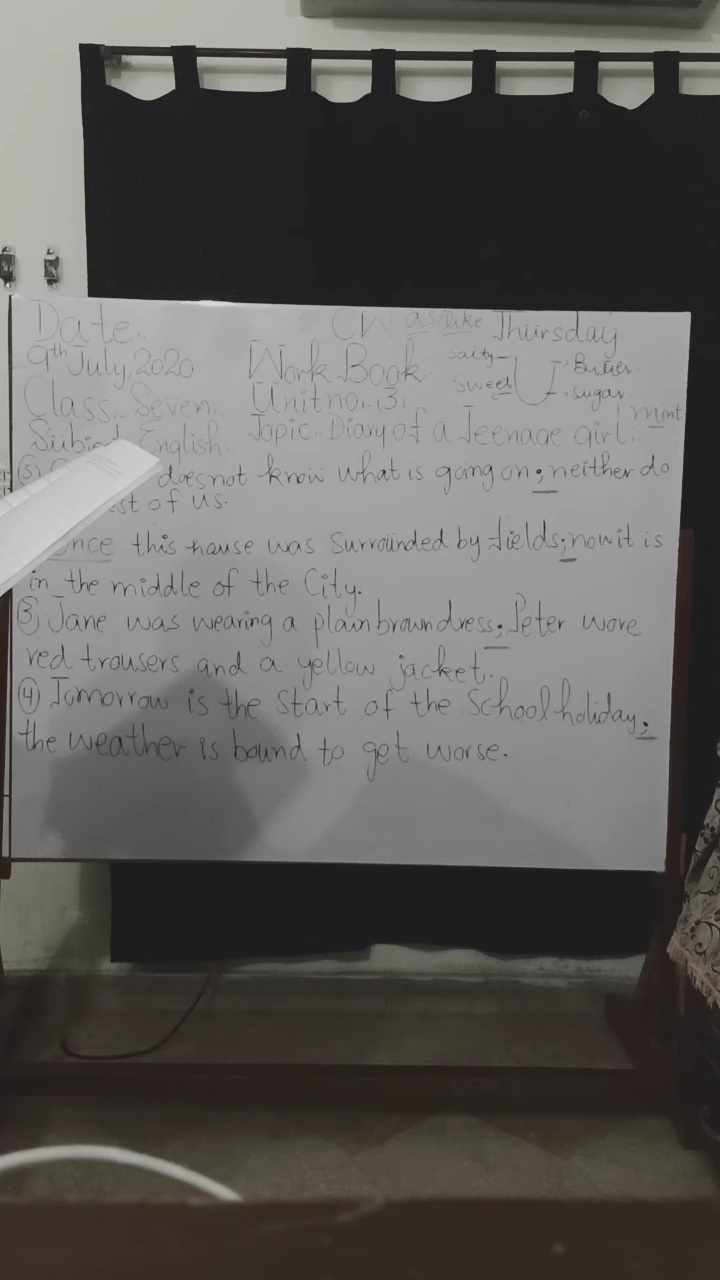 Date. CW as like Thursday
9th July, 2020 Work Book Salty- Bitter
Class. Seven. Unit no. 3. Sweet . sugar
Subject English. Topic. Diary of a Teenage girl. mint
does not know what is going on; neither do
of us.
Once this house was surrounded by fields; now it is
in the middle of the City.
(3) Jane was wearing a plain brown dress; Peter wore
red trousers and a yellow jacket.
(4) Tomorrow is the start of the School holiday;
the weather is bound to get worse.